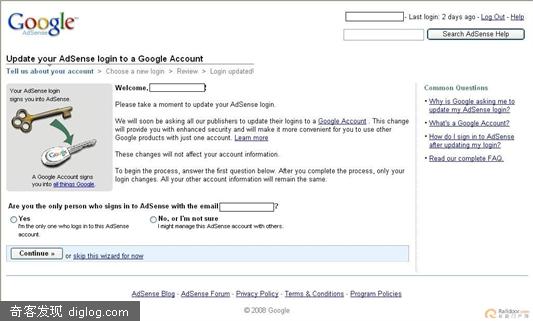 Google
AdSense
- Last login: 2 days ago - Log Out - Help
Search AdSense Help
Update your AdSense login to a Google Account
Tell us about your account > Choose a new login > Review > Login updated!
Your AdSense login
signs you into AdSense.
A Google Account signs
you into all things Google.
Welcome, !
Please take a moment to update your AdSense login.
We will soon be asking all our publishers to update their logins to a Google Account . This change
will provide you with enhanced security and will make it more convenient for you to use other
Google products with just one account. Learn more
These changes will not affect your account information.
To begin the process, answer the first question below. After you complete the process, only your
login changes. All your other account information will remain the same.
Common Questions
• Why is Google asking me to
update my AdSense login?
• What's a Google Account?
• How do I sign in to AdSense
after updating my login?
• Read our complete FAQ.
Are you the only person who signs in to AdSense with the email ?
Yes
I'm the only one who logs in to this AdSense
account.
No, or I'm not sure
I might manage this AdSense account with others.
Continue » or skip this wizard for now
AdSense Blog - AdSense Forum - Privacy Policy - Terms & Conditions - Program Policies
© 2008 Google
奇客发现 diglog.com